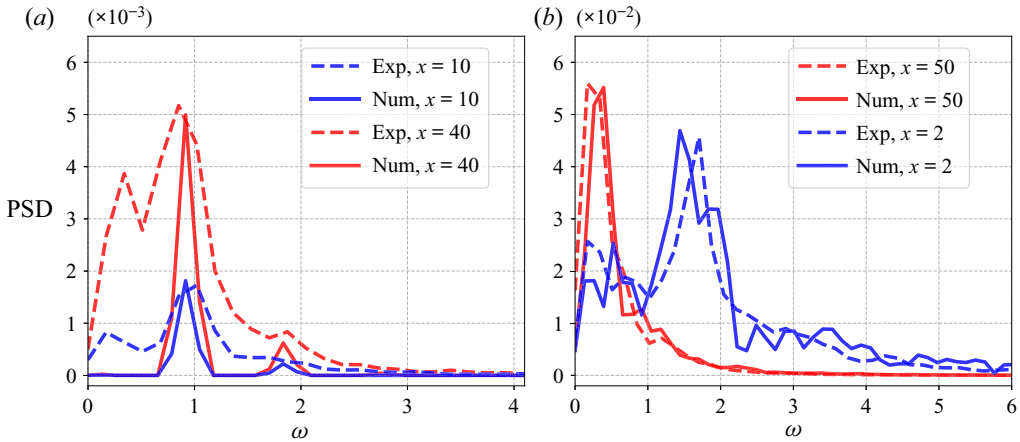 (a) (×10⁻³)
6
5
4
3
2
1
0
PSD
Exp, x = 10
Num, x = 10
Exp, x = 40
Num, x = 40
0 1 2 3 4
ω
(b) (×10⁻²)
6
5
4
3
2
1
0
Exp, x = 50
Num, x = 50
Exp, x = 2
Num, x = 2
0 1 2 3 4 5 6
ω